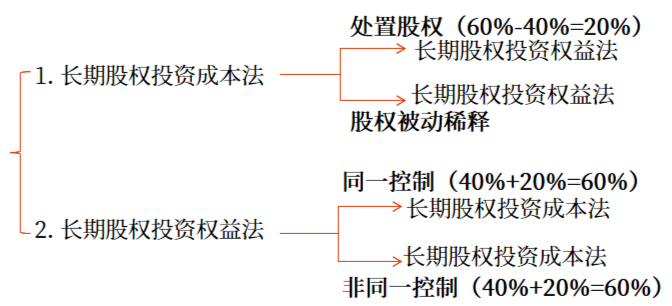 处置股权（60%-40%=20%）
长期股权投资权益法
1. 长期股权投资成本法
长期股权投资权益法
股权被动稀释
同一控制（40%+20%=60%）
长期股权投资成本法
2. 长期股权投资权益法
长期股权投资成本法
非同一控制（40%+20%=60%）